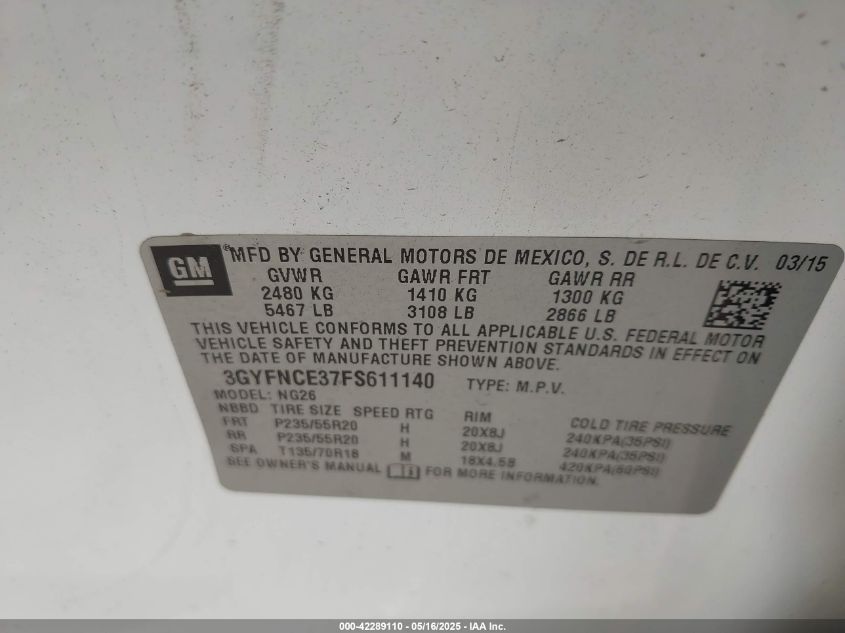 GM ® MFD BY GENERAL MOTORS DE MEXICO, S. DE R.L. DE C.V. 03/15
GVWR GAWR FRT GAWR RR
2480 KG 1410 KG 1300 KG
5467 LB 3108 LB 2866 LB
THIS VEHICLE CONFORMS TO ALL APPLICABLE U.S. FEDERAL MOTOR
VEHICLE SAFETY AND THEFT PREVENTION STANDARDS IN EFFECT ON
THE DATE OF MANUFACTURE SHOWN ABOVE.
3GYFNCE37FS611140 TYPE: M.P.V.
MODEL: NG26
NBBD TIRE SIZE SPEED RTG RIM COLD TIRE PRESSURE
FRT P235/55R20 H 20X8J 240KPA(35PSI)
RR P235/55R20 H 20X8J 240KPA(35PSI)
SPA T135/70R18 M 18X4.5B 420KPA(60PSI)
SEE OWNER'S MANUAL FOR MORE INFORMATION.
000-42289110 - 05/16/2025 - IAA Inc.